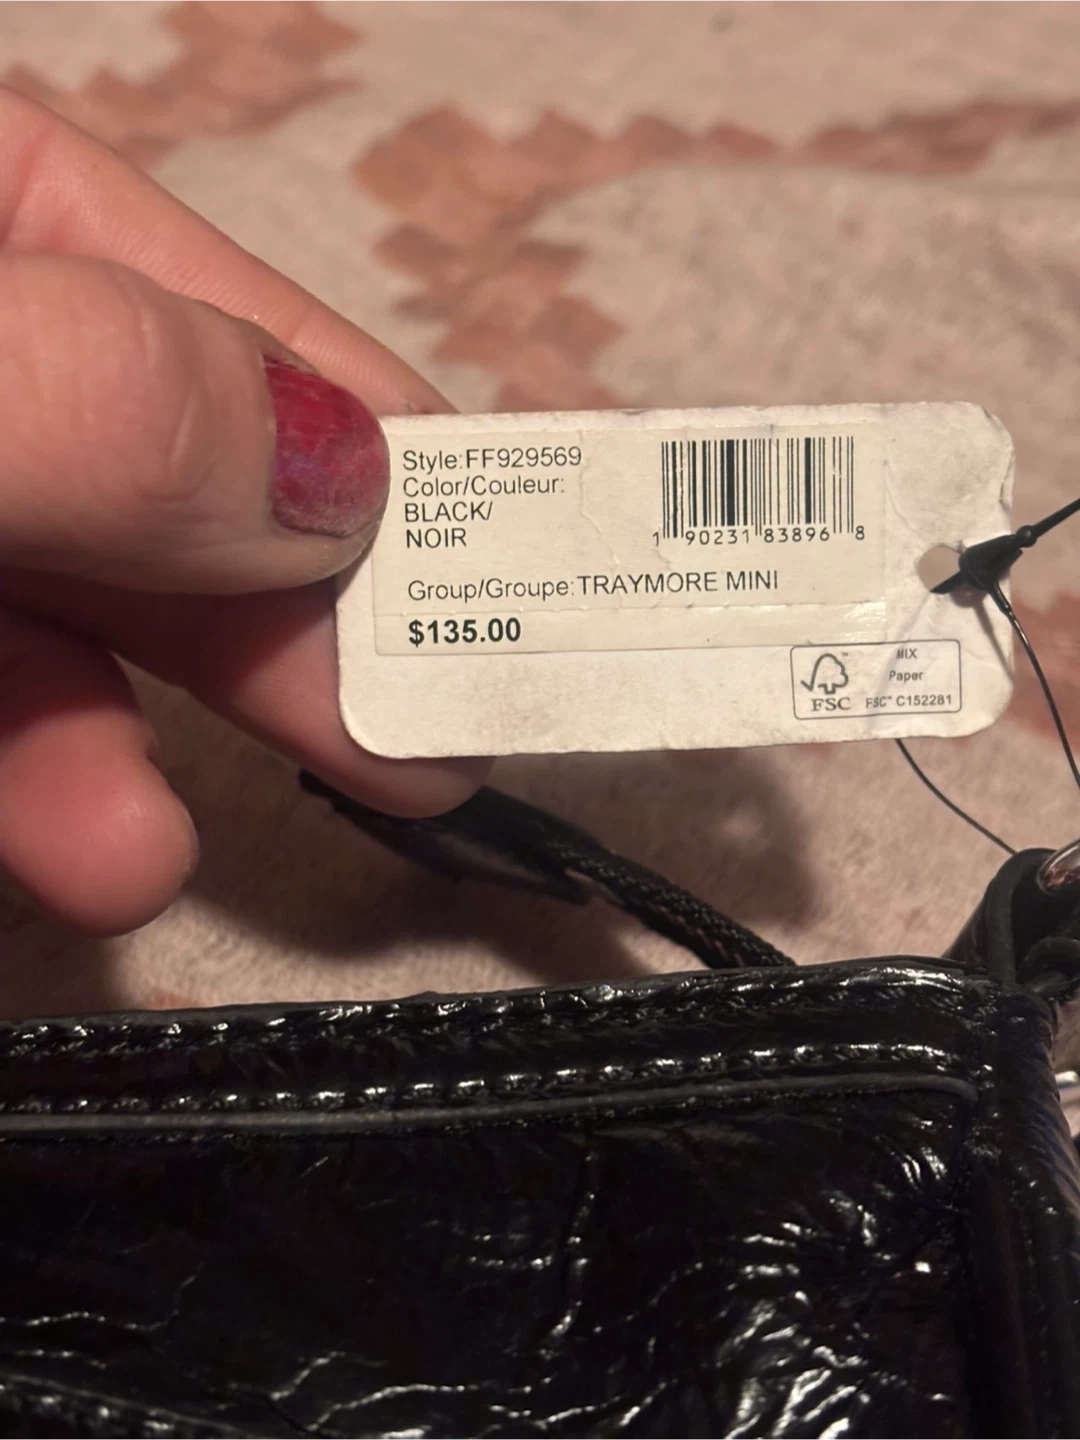 Style:FF929569
Color/Couleur:
BLACK/
NOIR
1 90231 83896 8
Group/Groupe:TRAYMORE MINI
$135.00
FSC
MIX
Paper
FSC™ C152281